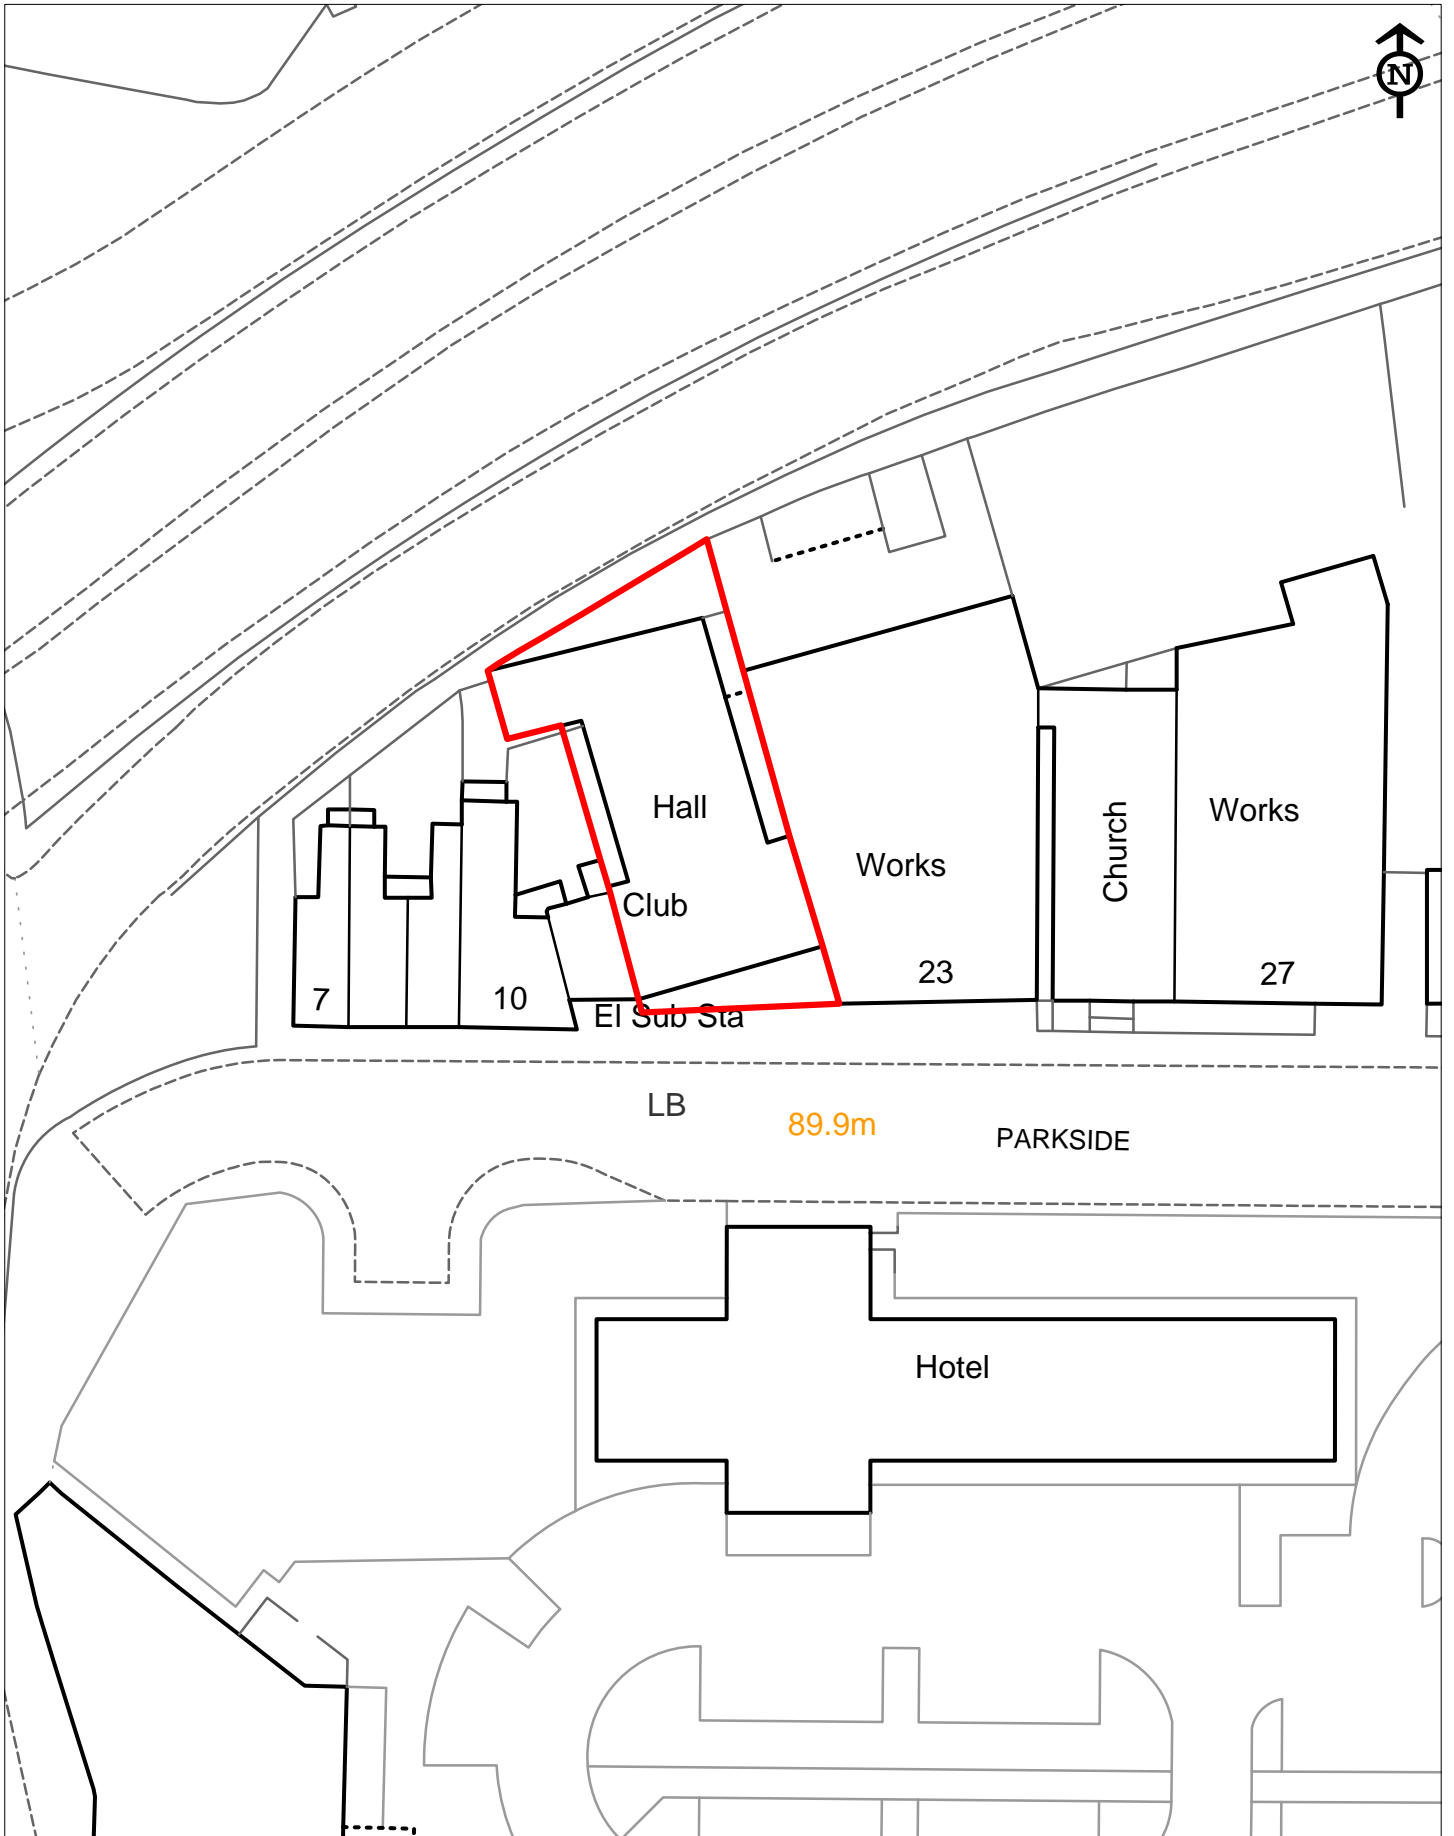 N
Hall
Works
Church
Works
Club
23
27
7
10
El Sub Sta
LB
89.9m
PARKSIDE
Hotel